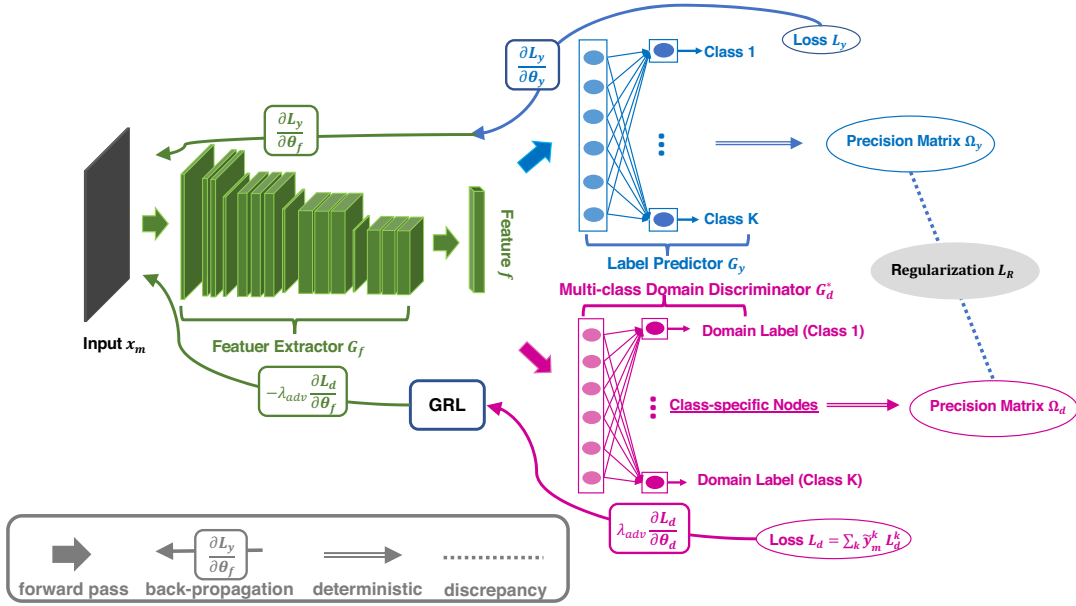 ∂L_y
∂θ_y
Loss L_y
Class 1
∂L_y
∂θ_f
Precision Matrix Ω_y
Feature f
Class K
Label Predictor G_y
Regularization L_R
Multi-class Domain Discriminator G_d^*
Input x_m
Featuer Extractor G_f
Domain Label (Class 1)
−λ_adv ∂L_d
∂θ_f
GRL
Class-specific Nodes
Precision Matrix Ω_d
Domain Label (Class K)
λ_adv ∂L_d
∂θ_d
Loss L_d = ∑_k ỹ_m^k L_d^k
∂L_y
∂θ_f
forward pass back-propagation deterministic discrepancy